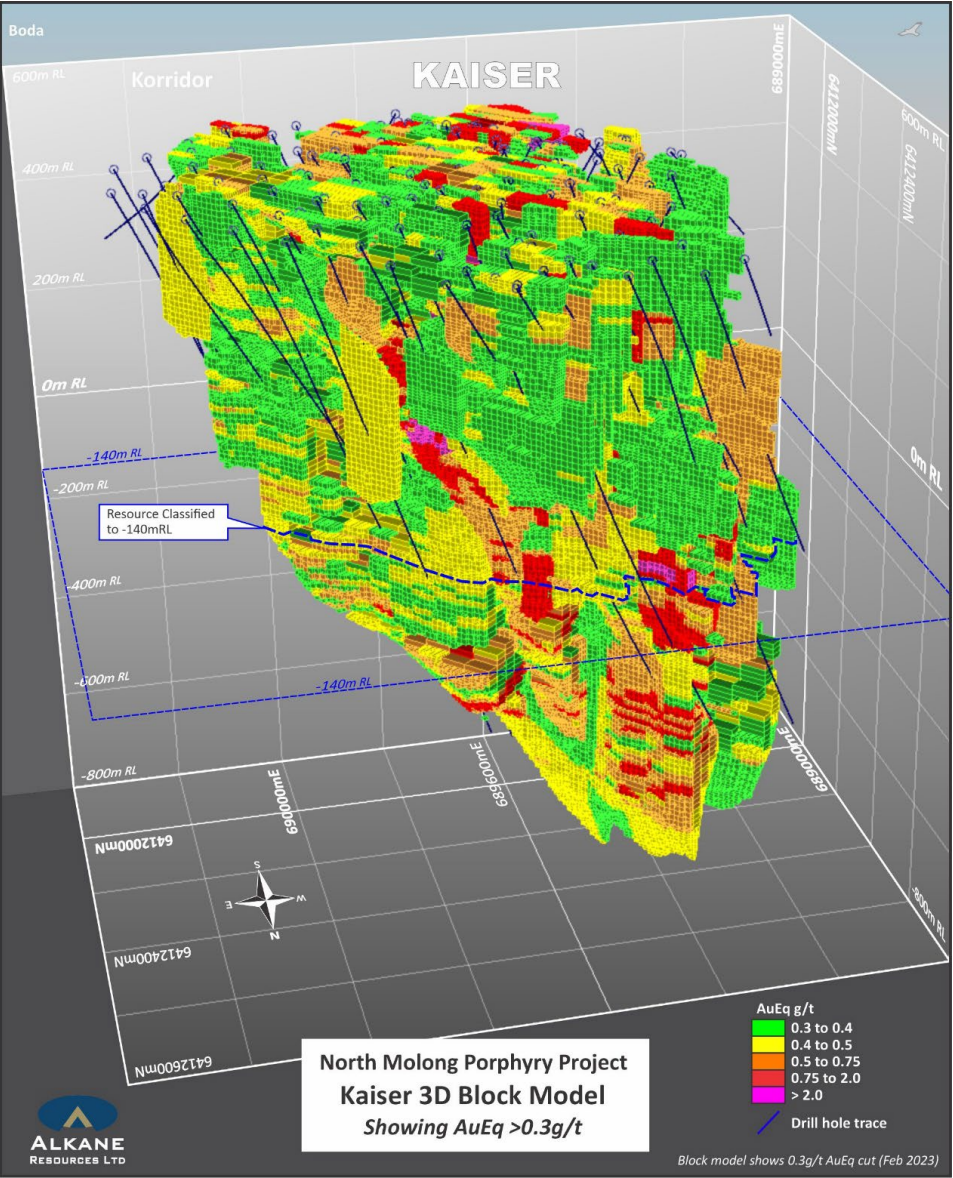 Boda
Korridor
KAISER
600m RL
400m RL
200m RL
0m RL
-140m RL
-200m RL
Resource Classified
to -140mRL
-400m RL
-600m RL
-140m RL
-800m RL
689000mE
6412000mN
6412400mN
600m RL
0m RL
-800m RL
690000mE
689600mE
689000mE
6412000mN
6412400mN
6412600mN
S
E
W
N
North Molong Porphyry Project
Kaiser 3D Block Model
Showing AuEq >0.3g/t
AuEq g/t
0.3 to 0.4
0.4 to 0.5
0.5 to 0.75
0.75 to 2.0
> 2.0
Drill hole trace
ALKANE
RESOURCES LTD
Block model shows 0.3g/t AuEq cut (Feb 2023)